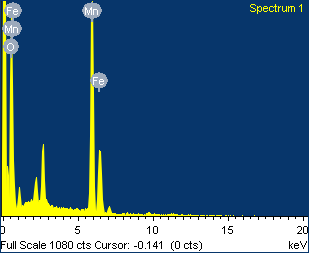 Spectrum 1
Fe
Mn
O
Mn
Fe
0 5 10 15 20
Full Scale 1080 cts Cursor: -0.141 (0 cts) keV